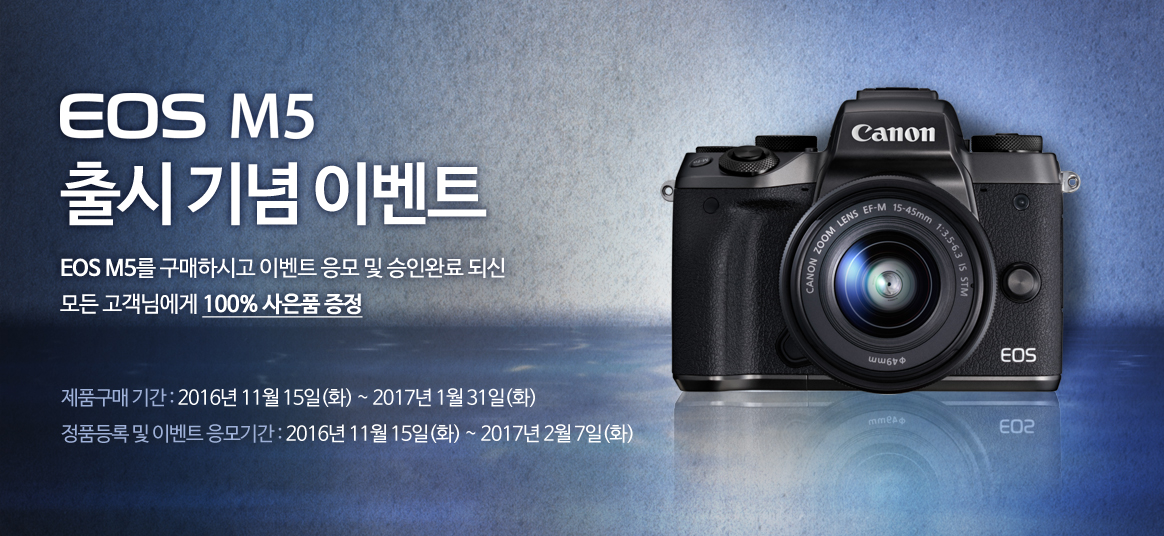 EOS M5
출시 기념 이벤트
EOS M5를 구매하시고 이벤트 응모 및 승인완료 되신
모든 고객님에게 100% 사은품 증정
제품구매 기간 : 2016년 11월 15일(화) ~ 2017년 1월 31일(화)
정품등록 및 이벤트 응모기간 : 2016년 11월 15일(화) ~ 2017년 2월 7일(화)
Canon
CANON ZOOM LENS EF-M 15-45mm 1:3.5-6.3 IS STM
Φ49mm
EOS